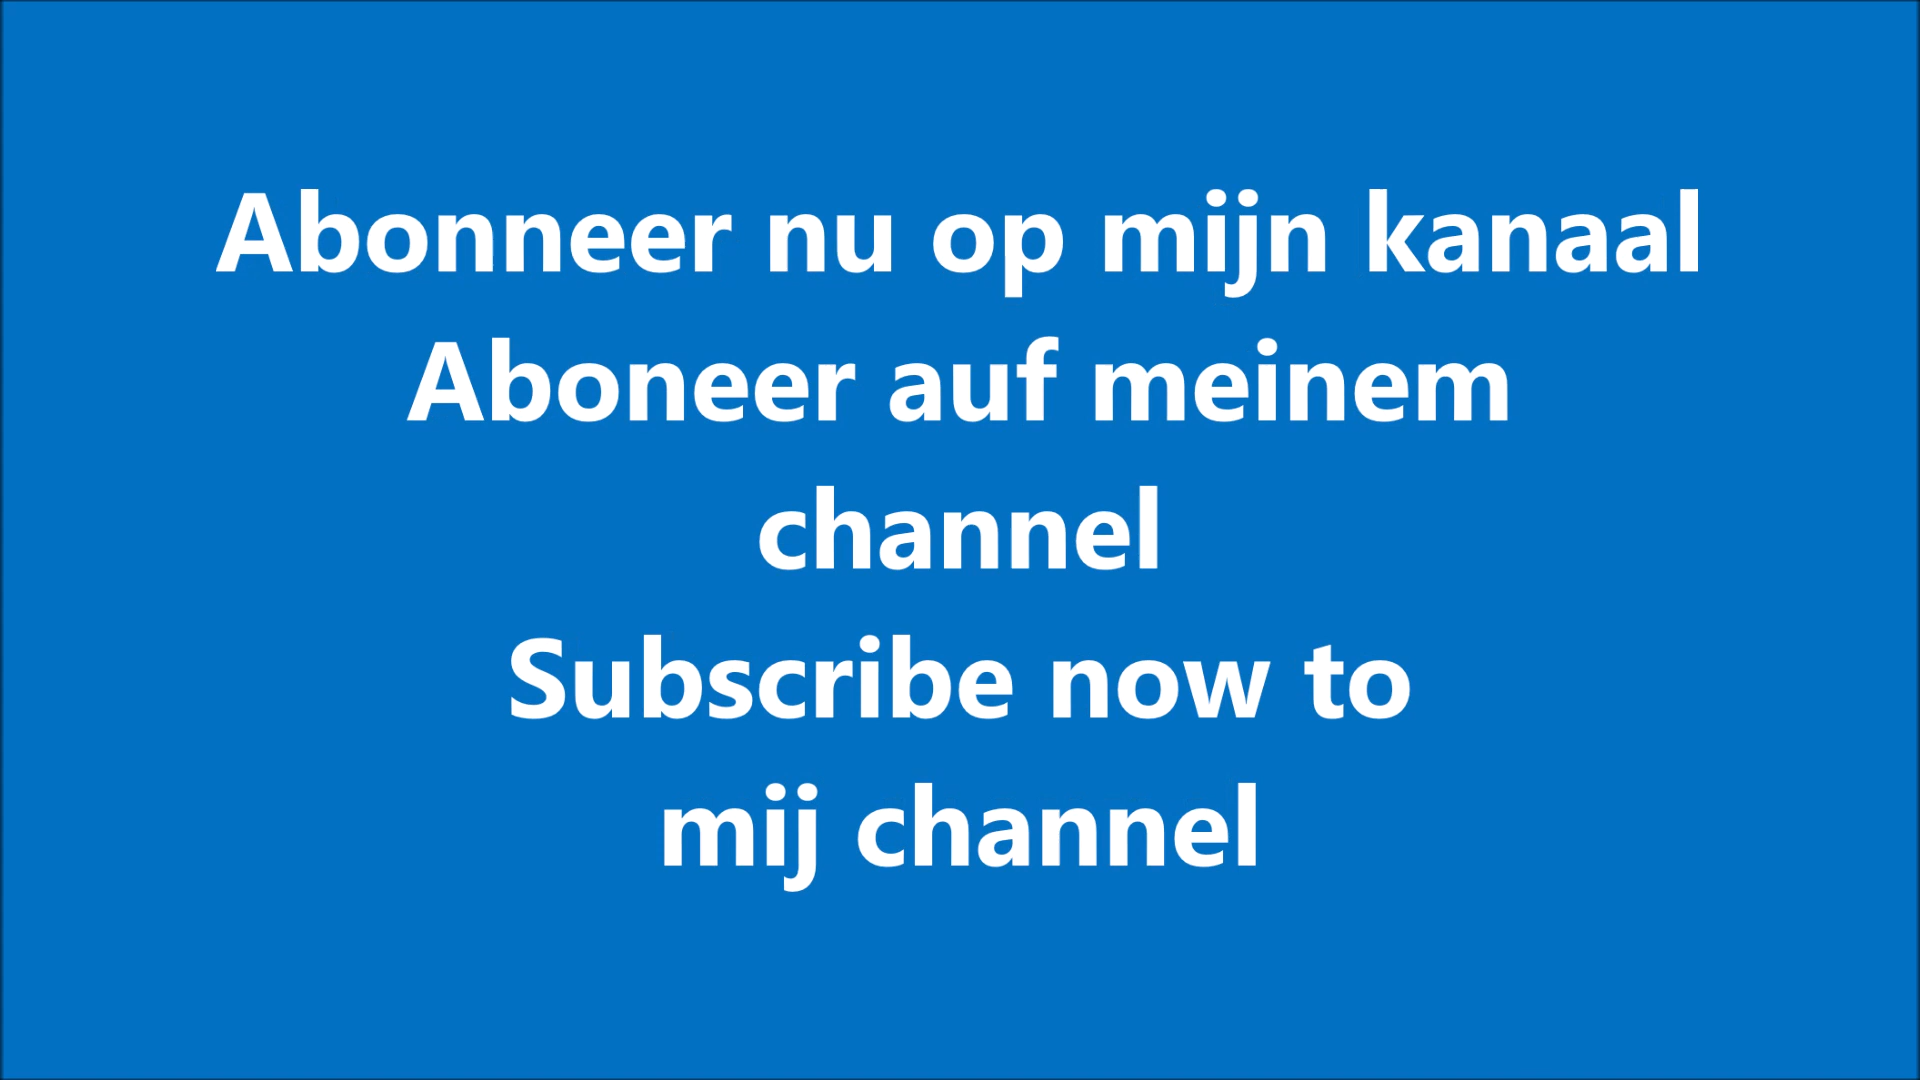 Abonneer nu op mijn kanaal
Aboneer auf meinem
channel
Subscribe now to
mij channel